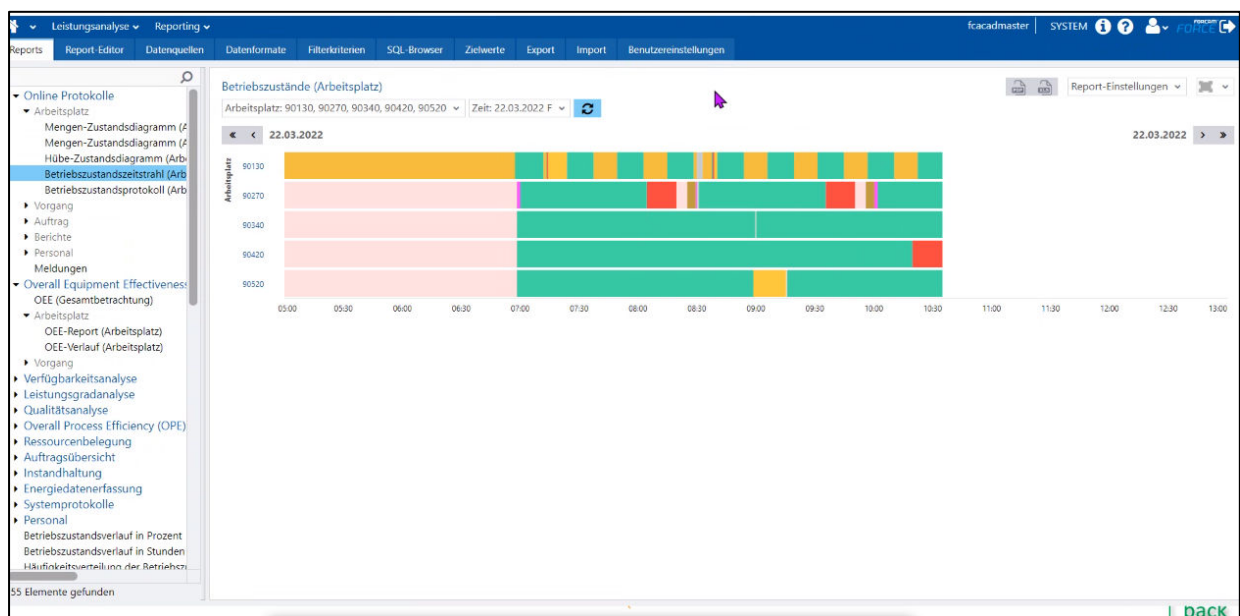 Leistungsanalyse Reporting fcacadmaster SYSTEM FORCE
Reports Report-Editor Datenquellen Datenformate Filterkriterien SQL-Browser Zielwerte Export Import Benutzereinstellungen
Online Protokolle
Arbeitsplatz
Mengen-Zustandsdiagramm (A
Mengen-Zustandsdiagramm (A
Hübe-Zustandsdiagramm (Arb
Betriebszustandszeitstrahl (Arb
Betriebszustandsprotokoll (Arb
Vorgang
Auftrag
Berichte
Personal
Meldungen
Overall Equipment Effectiveness
OEE (Gesamtbetrachtung)
Arbeitsplatz
OEE-Report (Arbeitsplatz)
OEE-Verlauf (Arbeitsplatz)
Vorgang
Verfügbarkeitsanalyse
Leistungsgradanalyse
Qualitätsanalyse
Overall Process Efficiency (OPE)
Ressourcenbelegung
Auftragsübersicht
Instandhaltung
Energiedatenerfassung
Systemprotokolle
Personal
Betriebszustandsverlauf in Prozent
Betriebszustandsverlauf in Stunden
Häufigkeitsverteilung der Betriebszu
55 Elemente gefunden
Betriebszustände (Arbeitsplatz)
Report-Einstellungen
Arbeitsplatz: 90130, 90270, 90340, 90420, 90520 Zeit: 22.03.2022 F
22.03.2022 22.03.2022
Arbeitsplatz
90130
90270
90340
90420
90520
05:00 05:30 06:00 06:30 07:00 07:30 08:00 08:30 09:00 09:30 10:00 10:30 11:00 11:30 12:00 12:30 13:00
back